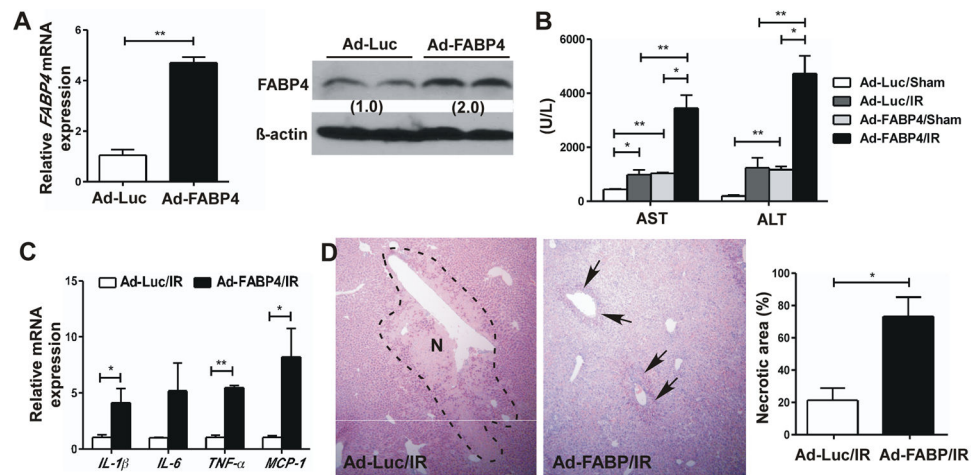 A
Relative FABP4 mRNA
expression
6
4
2
0
**
Ad-Luc
Ad-FABP4
Ad-Luc Ad-FABP4
FABP4
(1.0) (2.0)
ß-actin
B
(U/L)
6000
4000
2000
0
** ** * ** *
** *
AST
ALT
Ad-Luc/Sham
Ad-Luc/IR
Ad-FABP4/Sham
Ad-FABP4/IR
C
Relative mRNA
expression
15
10
5
0
Ad-Luc/IR Ad-FABP4/IR
* ** *
IL-1β IL-6 TNF-α MCP-1
D
N
Ad-Luc/IR
Ad-FABP/IR
Necrotic area (%)
100
80
60
40
20
0
*
Ad-Luc/IR Ad-FABP/IR